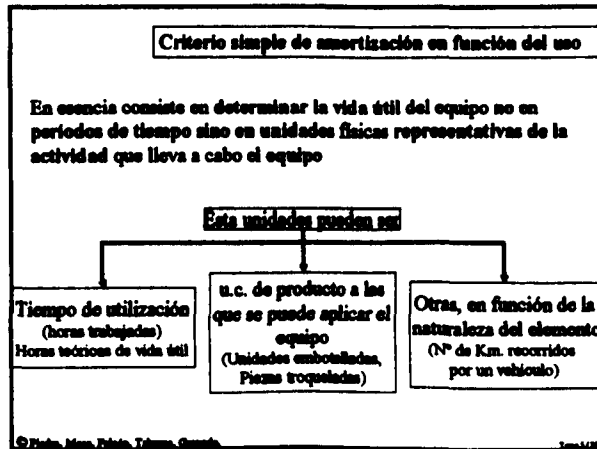 Criterio simple de amortización en función del uso
En esencia consiste en determinar la vida útil del equipo no en
períodos de tiempo sino en unidades físicas representativas de la
actividad que lleva a cabo el equipo
Ésta unidades pueden ser
Tiempo de utilización
(horas trabajadas)
Horas teóricas de vida útil
u.c. de producto a las
que se puede aplicar el
equipo
(Unidades embotelladas,
Piezas troqueladas)
Otras, en función de la
naturaleza del elemento
(Nº de Km. recorridos
por un vehículo)